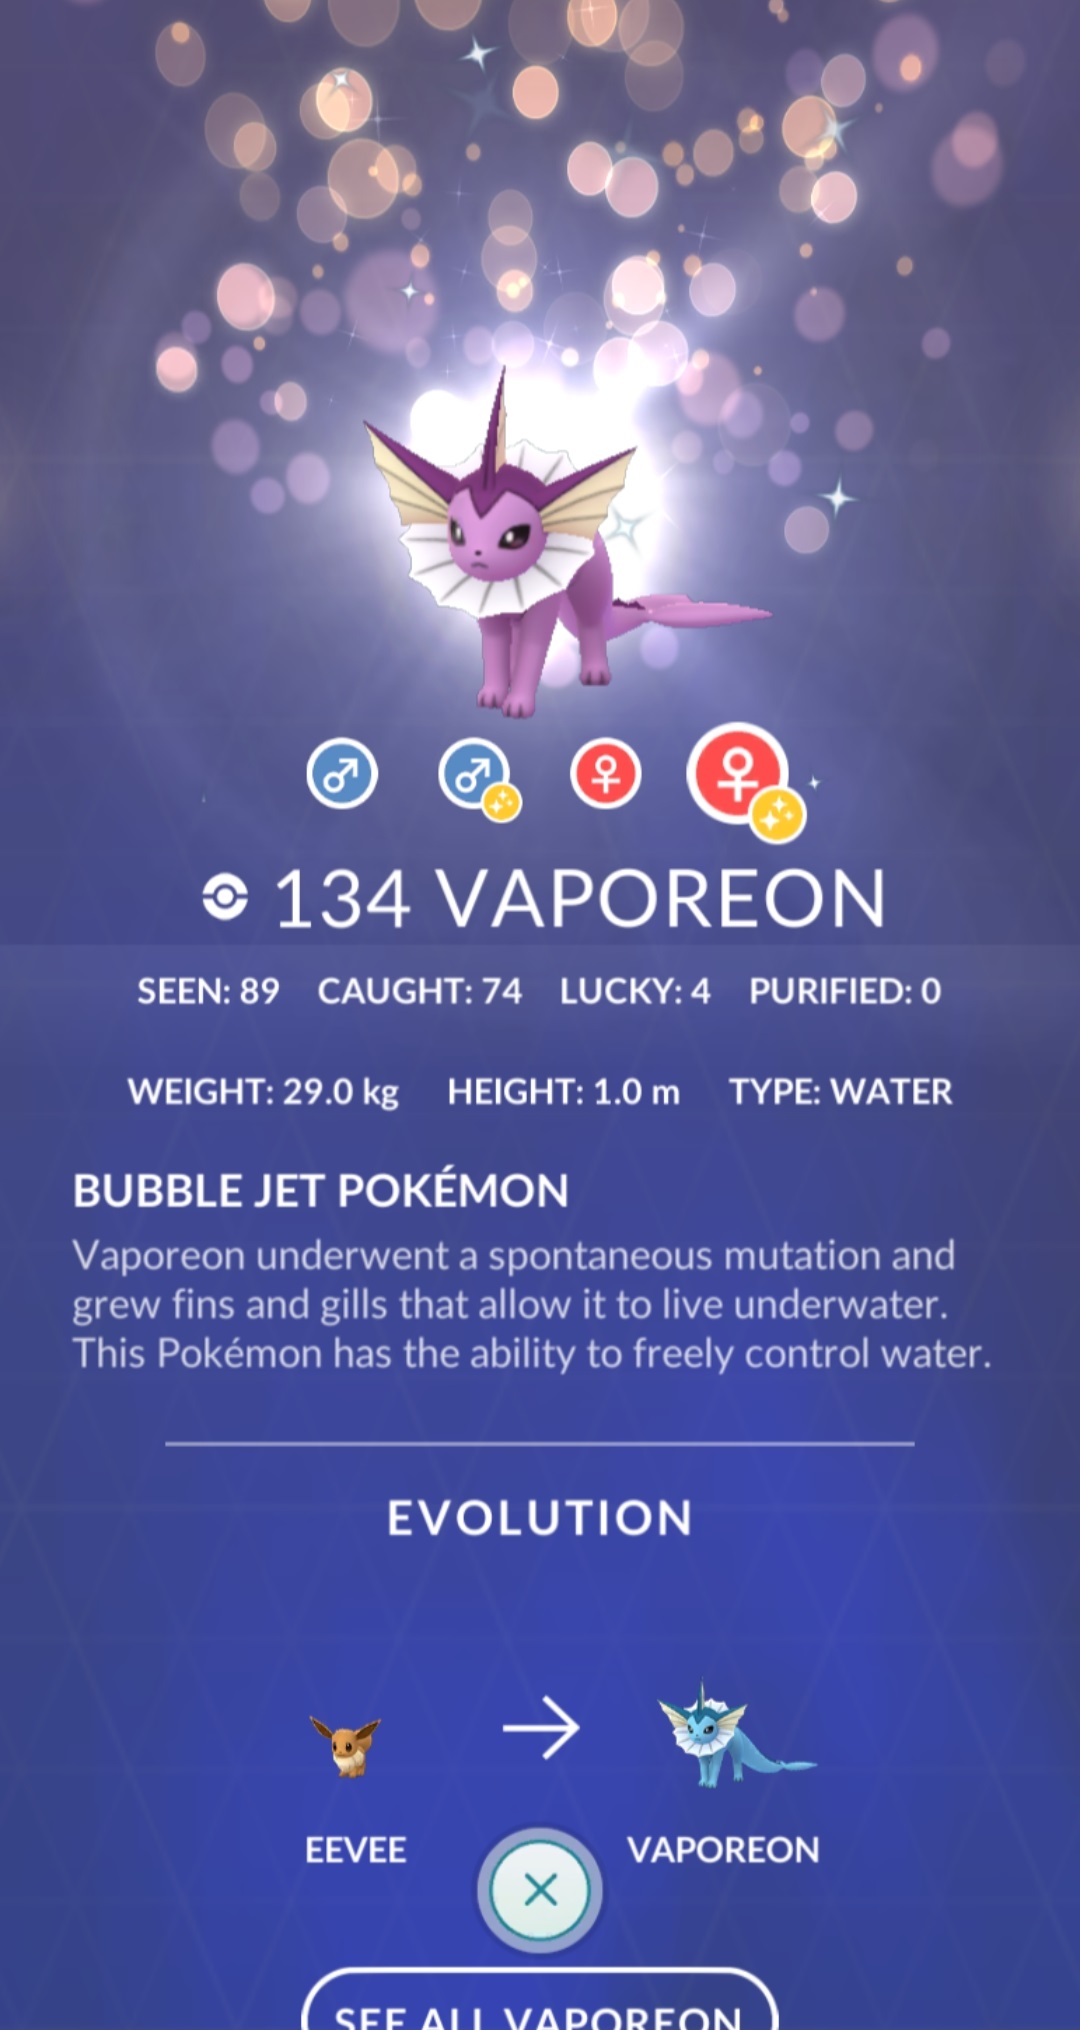 134 VAPOREON
SEEN: 89 CAUGHT: 74 LUCKY: 4 PURIFIED: 0
WEIGHT: 29.0 kg HEIGHT: 1.0 m TYPE: WATER
BUBBLE JET POKÉMON
Vaporeon underwent a spontaneous mutation and
grew fins and gills that allow it to live underwater.
This Pokémon has the ability to freely control water.
EVOLUTION
EEVEE VAPOREON
SEE ALL VAPOREON